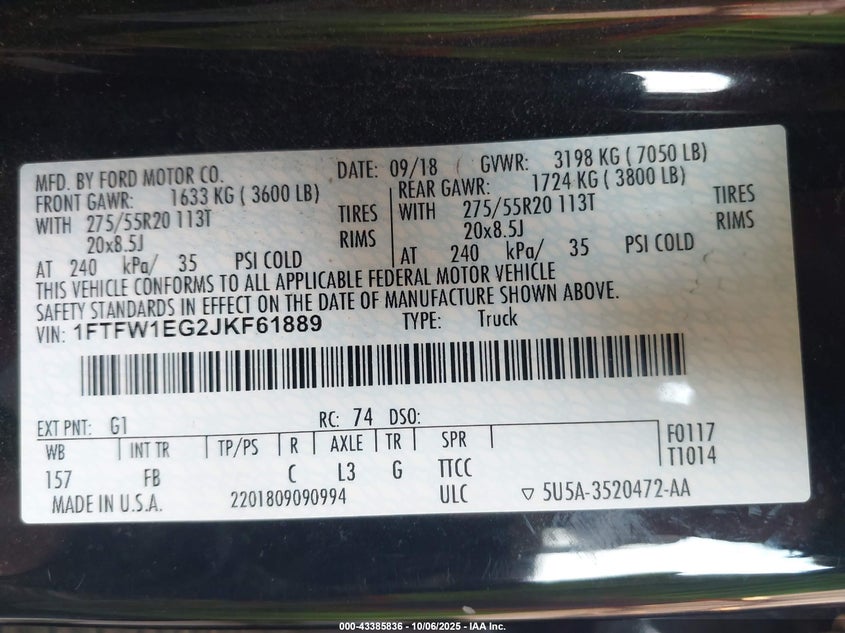 MFD. BY FORD MOTOR CO. DATE: 09/18 GVWR: 3198 KG ( 7050 LB)
FRONT GAWR: 1633 KG ( 3600 LB) REAR GAWR: 1724 KG ( 3800 LB)
WITH 275/55R20 113T TIRES WITH 275/55R20 113T TIRES
20x8.5J RIMS 20x8.5J RIMS
AT 240 kPa/ 35 PSI COLD AT 240 kPa/ 35 PSI COLD
THIS VEHICLE CONFORMS TO ALL APPLICABLE FEDERAL MOTOR VEHICLE
SAFETY STANDARDS IN EFFECT ON THE DATE OF MANUFACTURE SHOWN ABOVE.
VIN: 1FTFW1EG2JKF61889 TYPE: Truck
EXT PNT: G1 RC: 74 DSO:
WB INT TR TP/PS R AXLE TR SPR F0117
157 FB C L3 G TTCC T1014
MADE IN U.S.A. 2201809090994 ULC ▽ 5U5A-3520472-AA
000-43385836 - 10/06/2025 - IAA Inc.